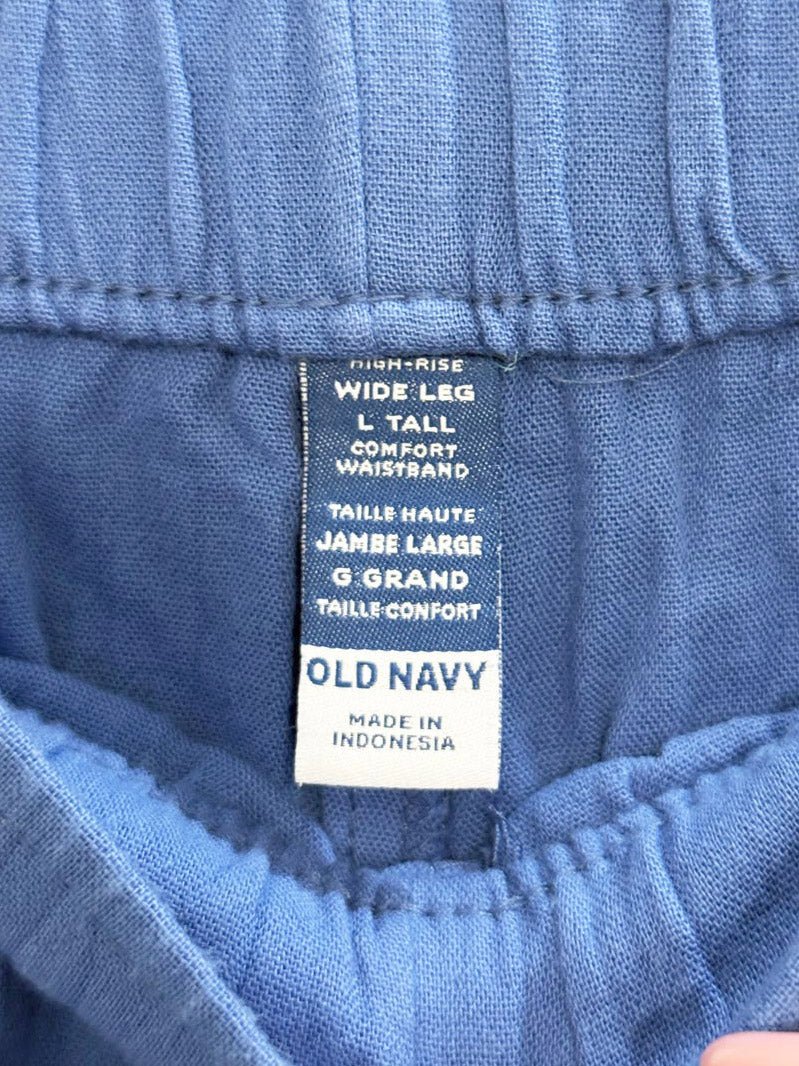 HIGH-RISE
WIDE LEG
L TALL
COMFORT
WAISTBAND
TAILLE HAUTE
JAMBE LARGE
G GRAND
TAILLE CONFORT
OLD NAVY
MADE IN
INDONESIA